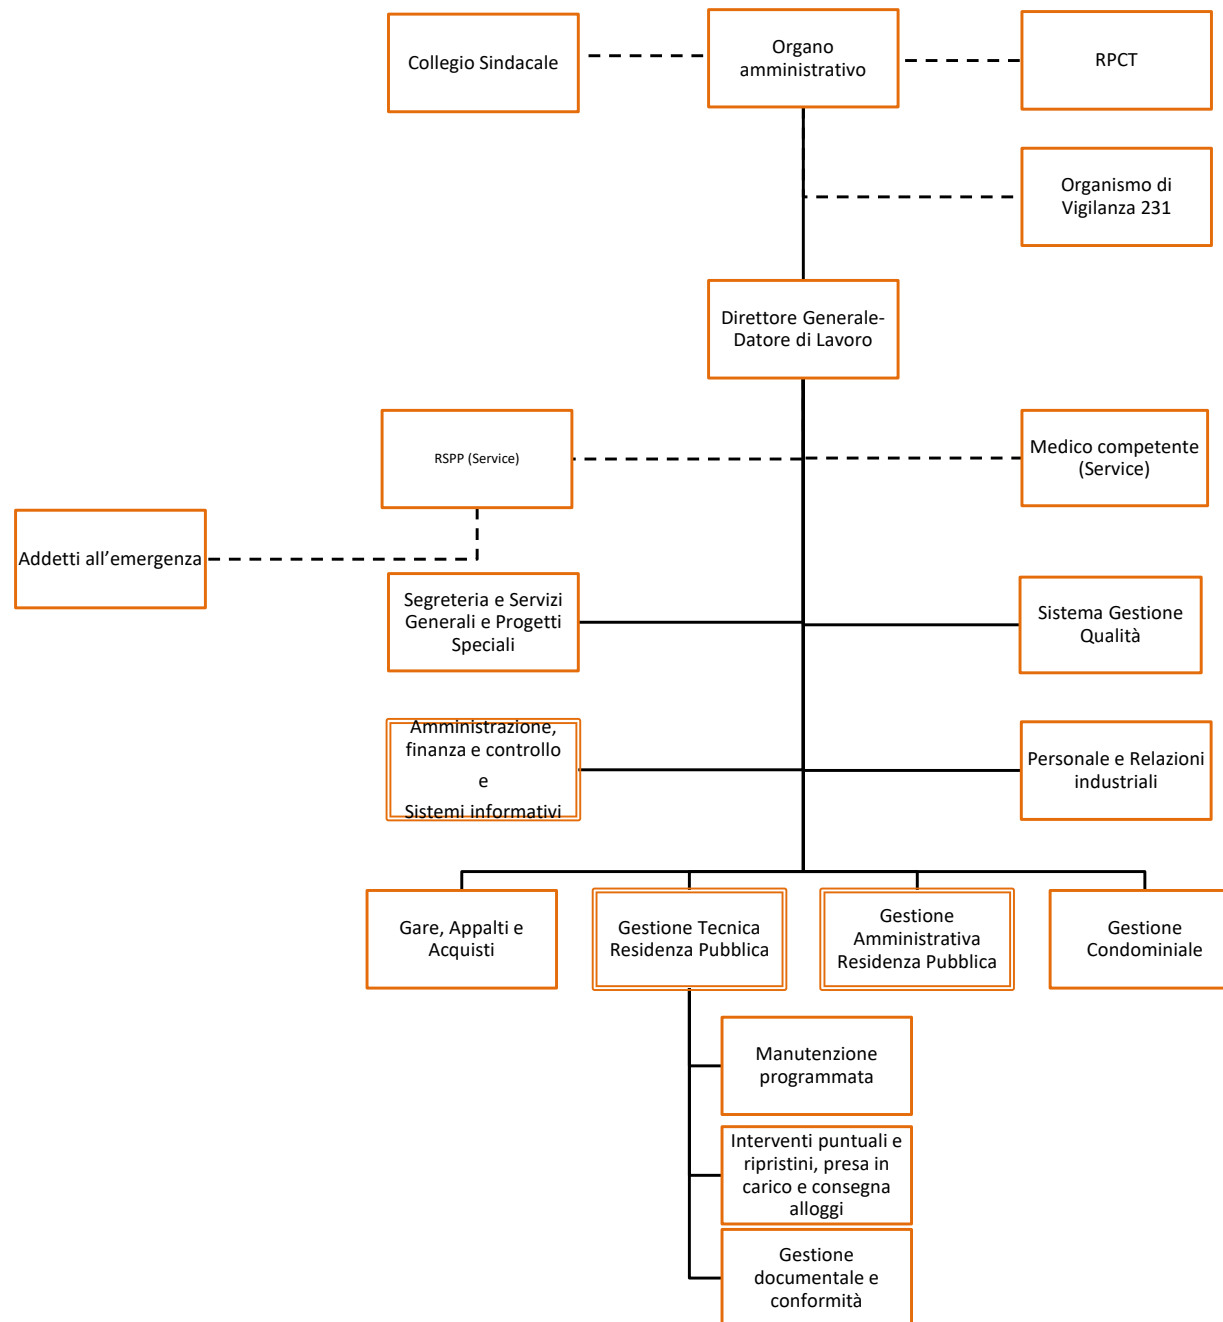 Collegio Sindacale
Organo
amministrativo
RPCT
Organismo di
Vigilanza 231
Direttore Generale-
Datore di Lavoro
RSPP (Service)
Medico competente
(Service)
Addetti all’emergenza
Segreteria e Servizi
Generali e Progetti
Speciali
Sistema Gestione
Qualità
Amministrazione,
finanza e controllo
e
Sistemi informativi
Personale e Relazioni
industriali
Gare, Appalti e
Acquisti
Gestione Tecnica
Residenza Pubblica
Gestione
Amministrativa
Residenza Pubblica
Gestione
Condominiale
Manutenzione
programmata
Interventi puntuali e
ripristini, presa in
carico e consegna
alloggi
Gestione
documentale e
conformità